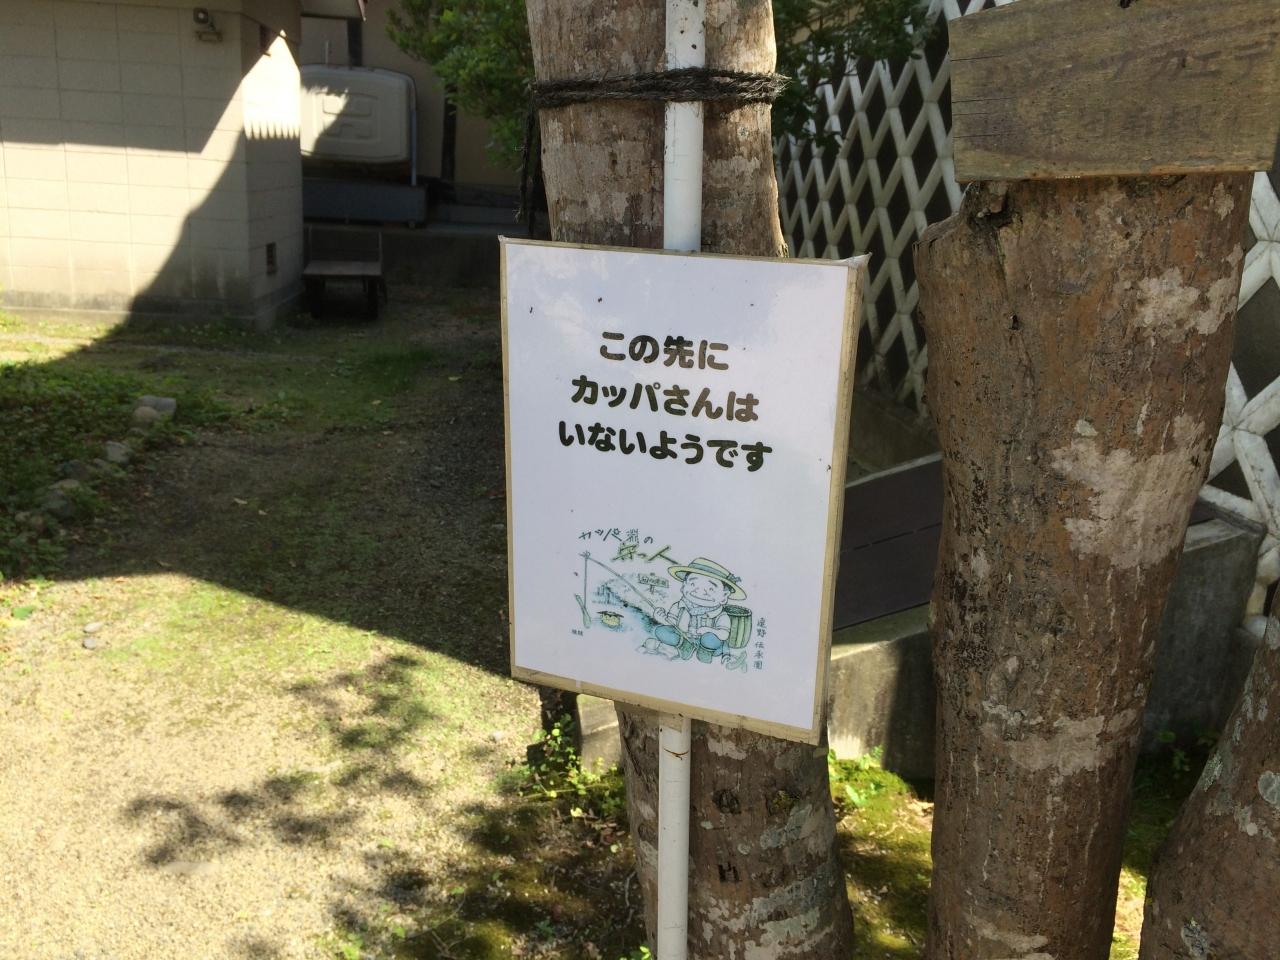 この先に
カッパさんは
いないようです
カッパ淵の
遠野伝承園